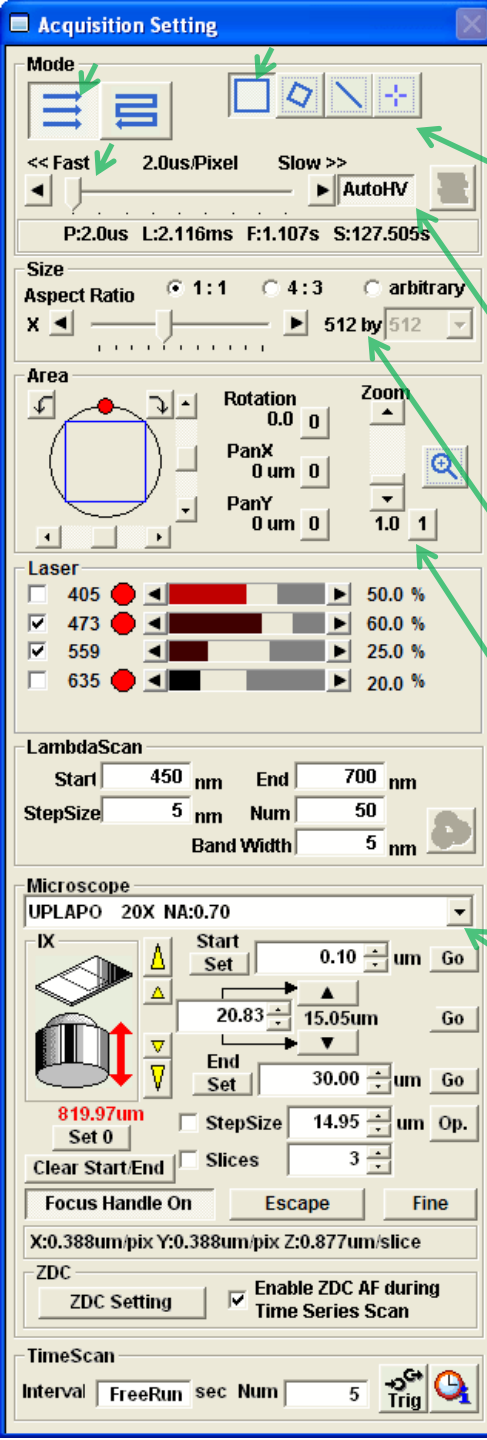 Acquisition Setting
Mode
<< Fast 2.0us/Pixel Slow >>
AutoHV
P:2.0us L:2.116ms F:1.107s S:127.505s
Size
Aspect Ratio 1:1 4:3 arbitrary
X 512 by 512
Area
Rotation Zoom
0.0 0
PanX
0 um 0
PanY
0 um 0 1.0 1
Laser
405 50.0 %
473 60.0 %
559 25.0 %
635 20.0 %
LambdaScan
Start 450 nm End 700 nm
StepSize 5 nm Num 50
Band Width 5 nm
Microscope
UPLAPO 20X NA:0.70
IX Start
Set 0.10 um Go
20.83 15.05um Go
End
Set 30.00 um Go
819.97um StepSize 14.95 um Op.
Set 0
Clear Start/End Slices 3
Focus Handle On Escape Fine
X:0.388um/pix Y:0.388um/pix Z:0.877um/slice
ZDC
ZDC Setting Enable ZDC AF during
Time Series Scan
TimeScan
Interval FreeRun sec Num 5 Trig